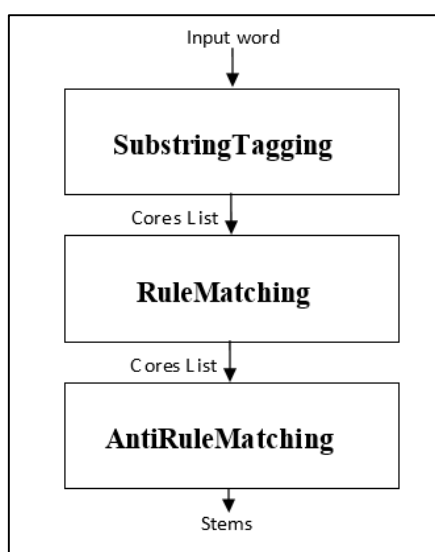 Input word
SubstringTagging
Cores List
RuleMatching
Cores List
AntiRuleMatching
Stems